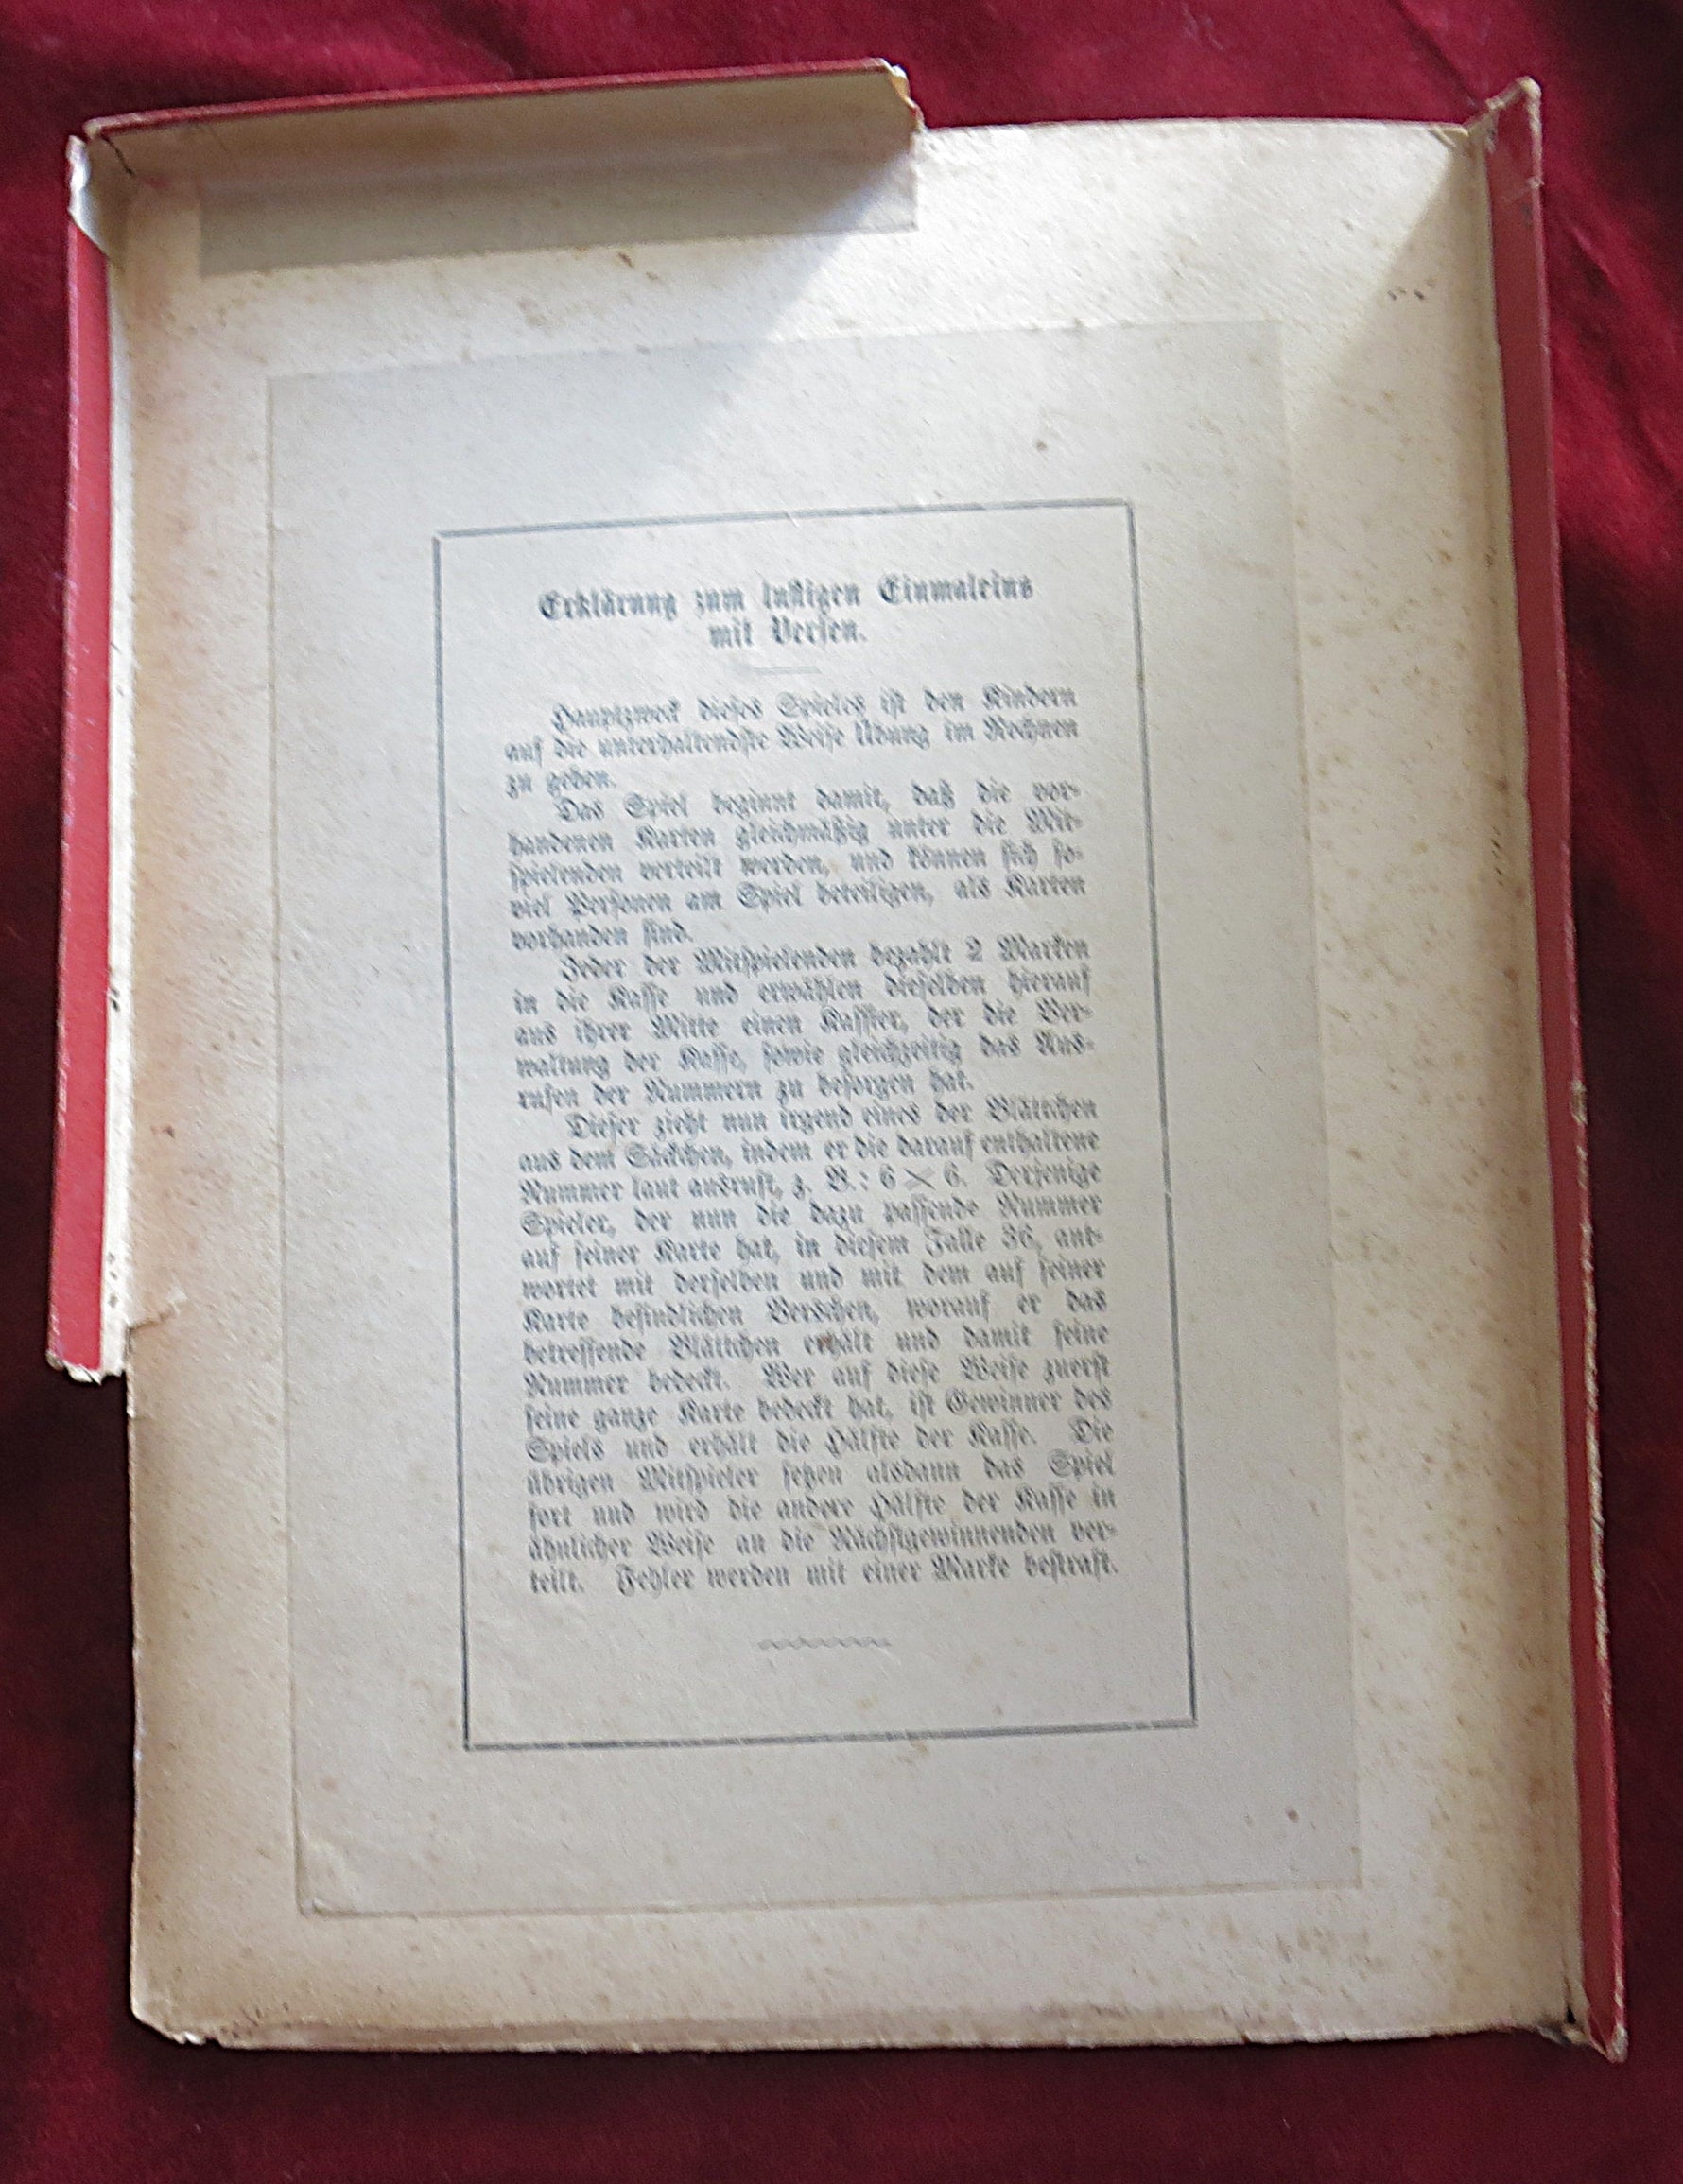 Erklärung zum lustigen Einmaleins
mit Versen.
Hauptzweck dieses Spieles ist den Kindern
auf die unterhaltendste Weise Übung im Rechnen
zu geben.
Das Spiel beginnt damit, daß die vor-
handenen Karten gleichmäßig unter die Mit-
spielenden verteilt werden, und können sich so-
viel Personen am Spiel beteiligen, als Karten
vorhanden sind.
Jeder der Mitspielenden bezahlt 2 Marken
in die Kasse und erwählen dieselben hierauf
aus ihrer Mitte einen Kassier, der die Ver-
waltung der Kasse, sowie gleichzeitig das Aus-
rufen der Nummern zu besorgen hat.
Dieser zieht nun irgend eines der Blättchen
aus dem Säckchen, indem er die darauf enthaltene
Nummer laut ausruft, z. B.: 6 × 6. Derjenige
Spieler, der nun die dazu passende Nummer
auf seiner Karte hat, in diesem Falle 36, ant-
wortet mit derselben und mit dem auf seiner
Karte befindlichen Verschen, worauf er das
betreffende Blättchen erhält und damit seine
Nummer bedeckt. Wer auf diese Weise zuerst
seine ganze Karte bedeckt hat, ist Gewinner des
Spiels und erhält die Hälfte der Kasse. Die
übrigen Mitspieler setzen alsdann das Spiel
fort und wird die andere Hälfte der Kasse in
ähnlicher Weise an die Nächstgewinnenden ver-
teilt. Fehler werden mit einer Marke bestraft.